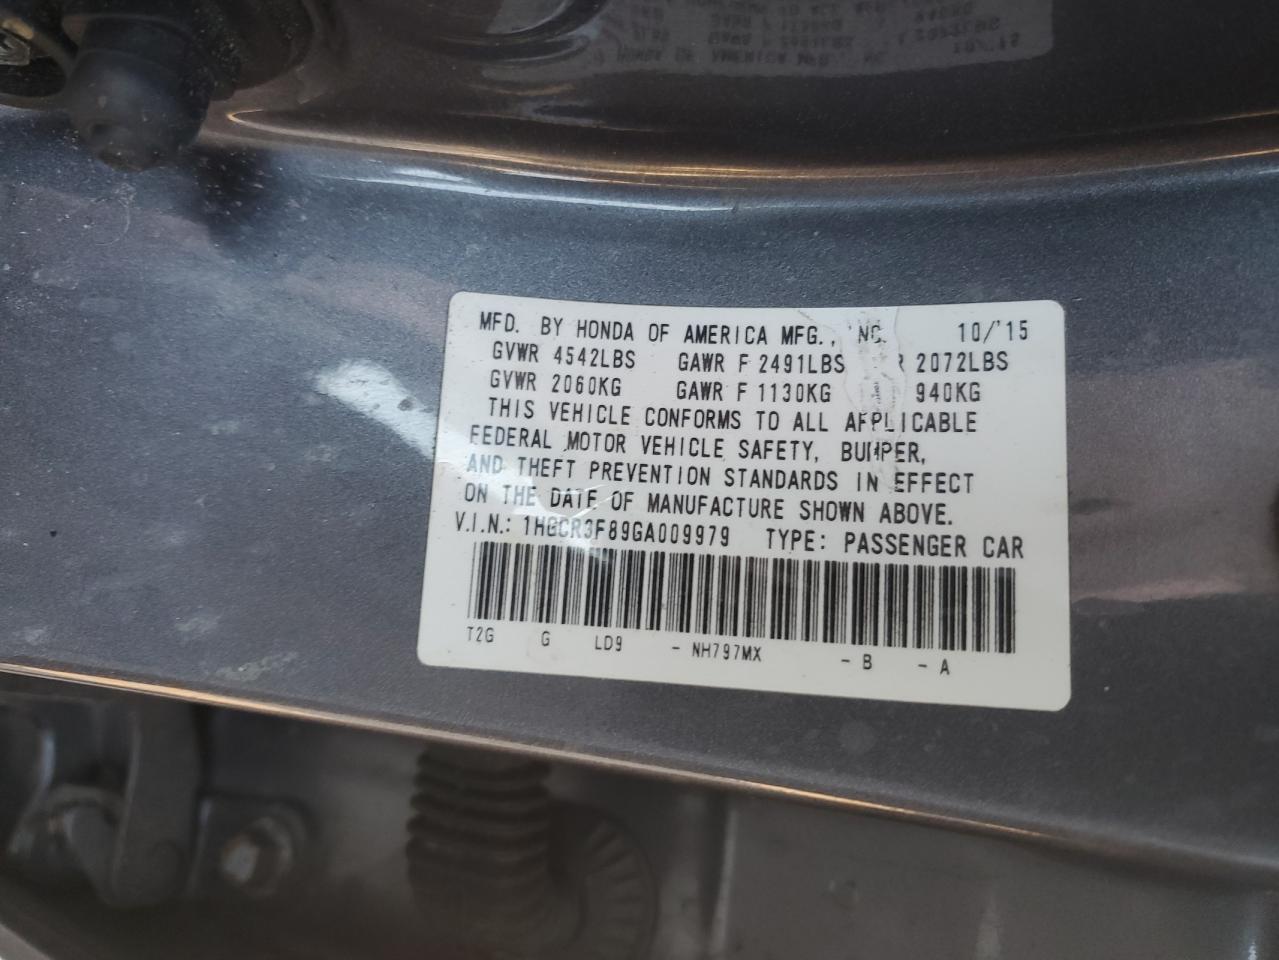 MFD. BY HONDA OF AMERICA MFG., INC. 10/'15
GVWR 4542LBS GAWR F 2491LBS R 2072LBS
GVWR 2060KG GAWR F 1130KG 940KG
THIS VEHICLE CONFORMS TO ALL APPLICABLE
FEDERAL MOTOR VEHICLE SAFETY, BUMPER,
AND THEFT PREVENTION STANDARDS IN EFFECT
ON THE DATE OF MANUFACTURE SHOWN ABOVE.
V.I.N.: 1HGCR3F89GA009979 TYPE: PASSENGER CAR
T2G G LD9 - NH797MX - B - A